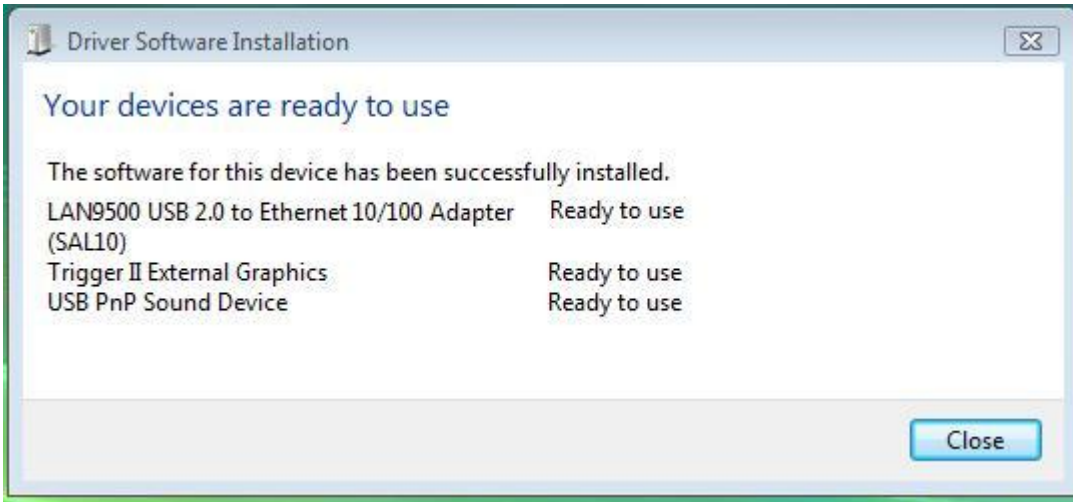 Driver Software Installation
Your devices are ready to use
The software for this device has been successfully installed.
LAN9500 USB 2.0 to Ethernet 10/100 Adapter Ready to use
(SAL10)
Trigger II External Graphics Ready to use
USB PnP Sound Device Ready to use
Close